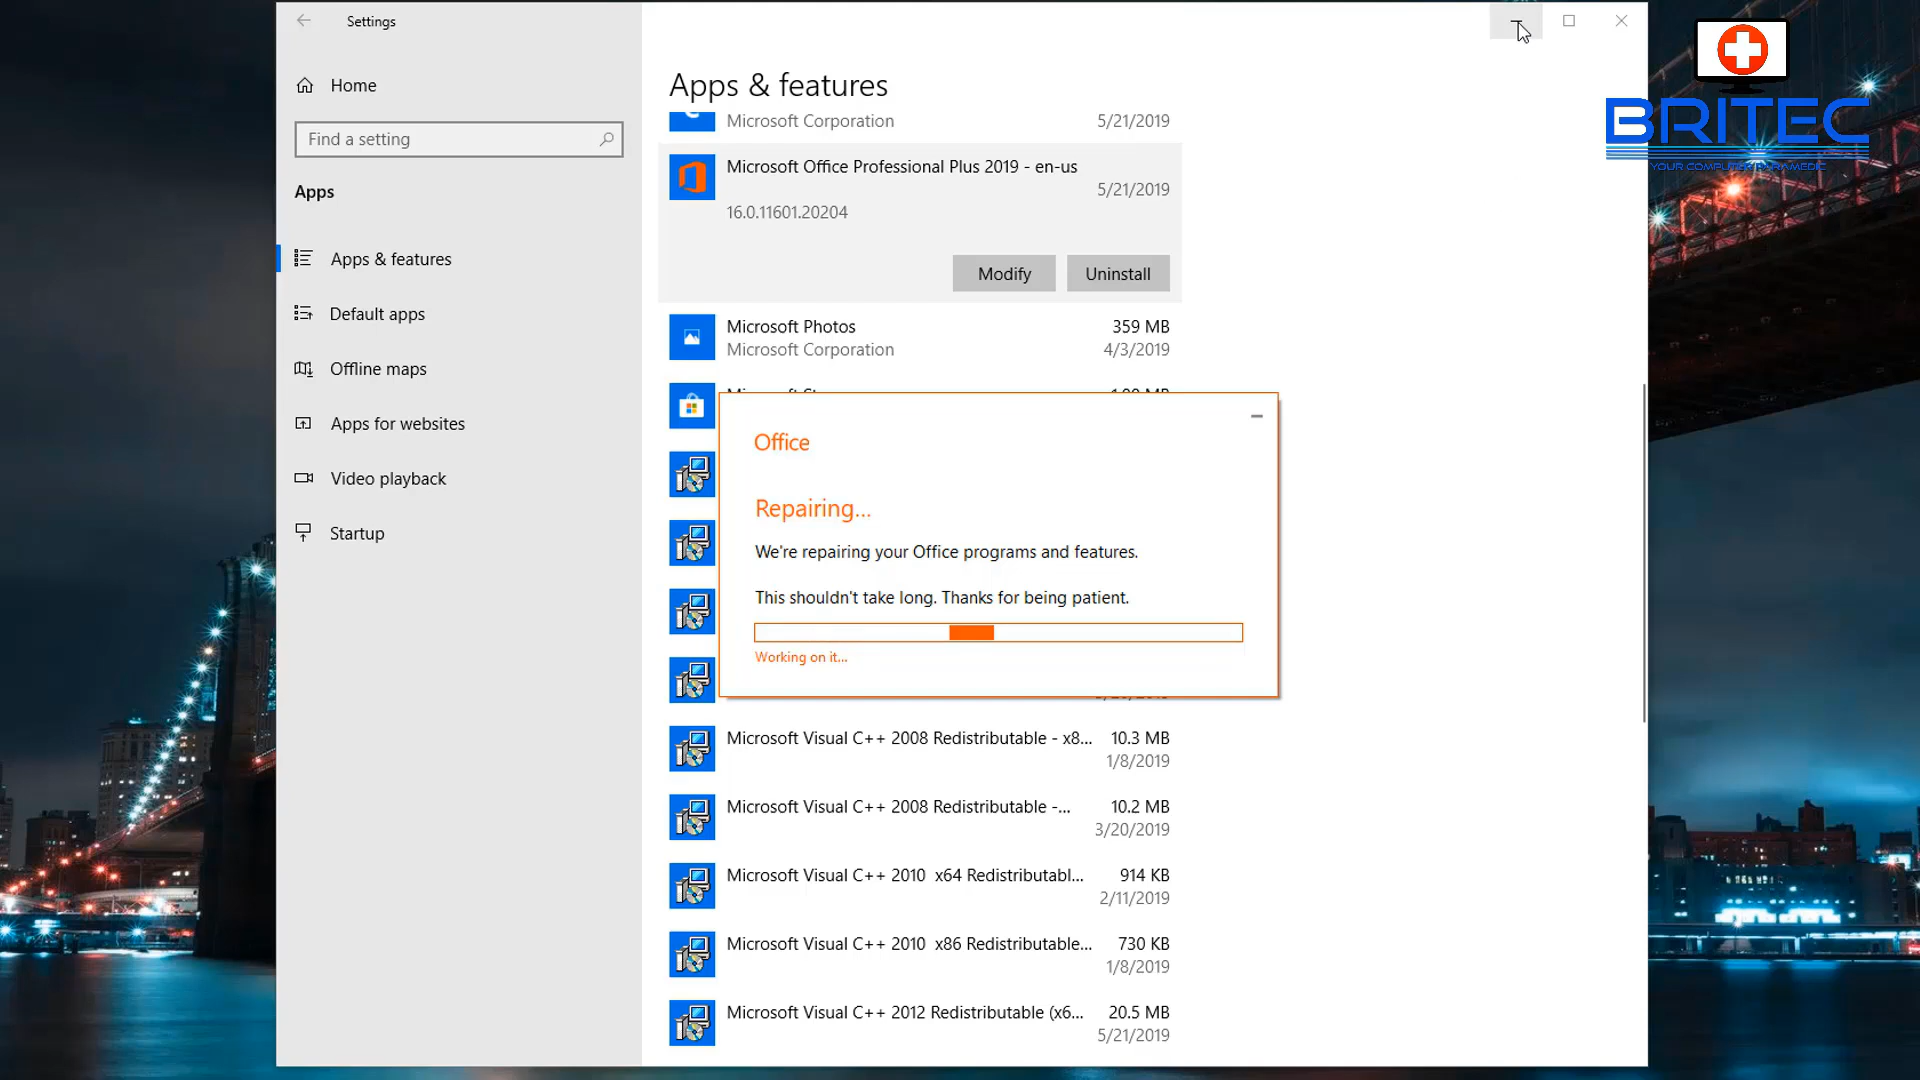 Settings
Home
Find a setting
Apps
Apps & features
Default apps
Offline maps
Apps for websites
Video playback
Startup
Apps & features
Microsoft Corporation 5/21/2019
Microsoft Office Professional Plus 2019 - en-us
5/21/2019
16.0.11601.20204
Modify Uninstall
Microsoft Photos 359 MB
Microsoft Corporation 4/3/2019
Office
Repairing...
We're repairing your Office programs and features.
This shouldn't take long. Thanks for being patient.
Working on it...
Microsoft Visual C++ 2008 Redistributable - x8... 10.3 MB
1/8/2019
Microsoft Visual C++ 2008 Redistributable -... 10.2 MB
3/20/2019
Microsoft Visual C++ 2010 x64 Redistributabl... 914 KB
2/11/2019
Microsoft Visual C++ 2010 x86 Redistributable... 730 KB
1/8/2019
Microsoft Visual C++ 2012 Redistributable (x6... 20.5 MB
5/21/2019
BRITEC
YOUR COMPUTER PARAMEDIC